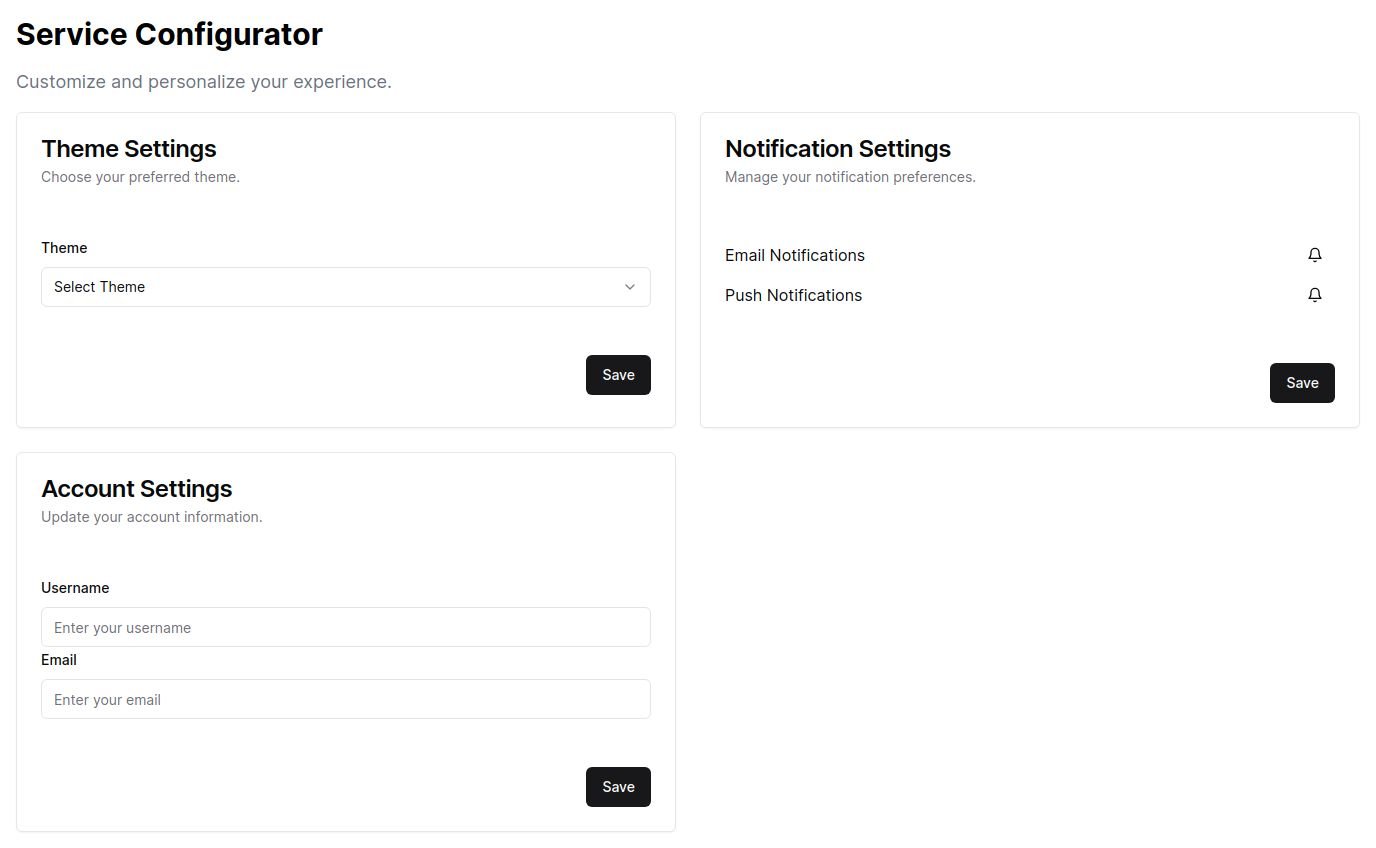 Service Configurator
Customize and personalize your experience.
Theme Settings
Choose your preferred theme.
Theme
Select Theme
Save
Notification Settings
Manage your notification preferences.
Email Notifications
Push Notifications
Save
Account Settings
Update your account information.
Username
Enter your username
Email
Enter your email
Save